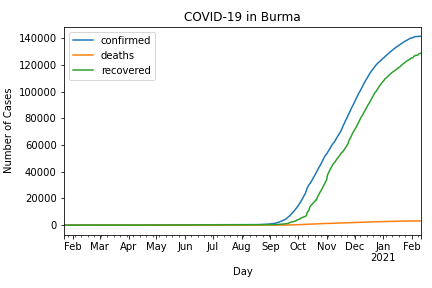 COVID-19 in Burma
confirmed
deaths
recovered
Number of Cases
140000
120000
100000
80000
60000
40000
20000
0
Feb Mar Apr May Jun Jul Aug Sep Oct Nov Dec Jan Feb
2021
Day